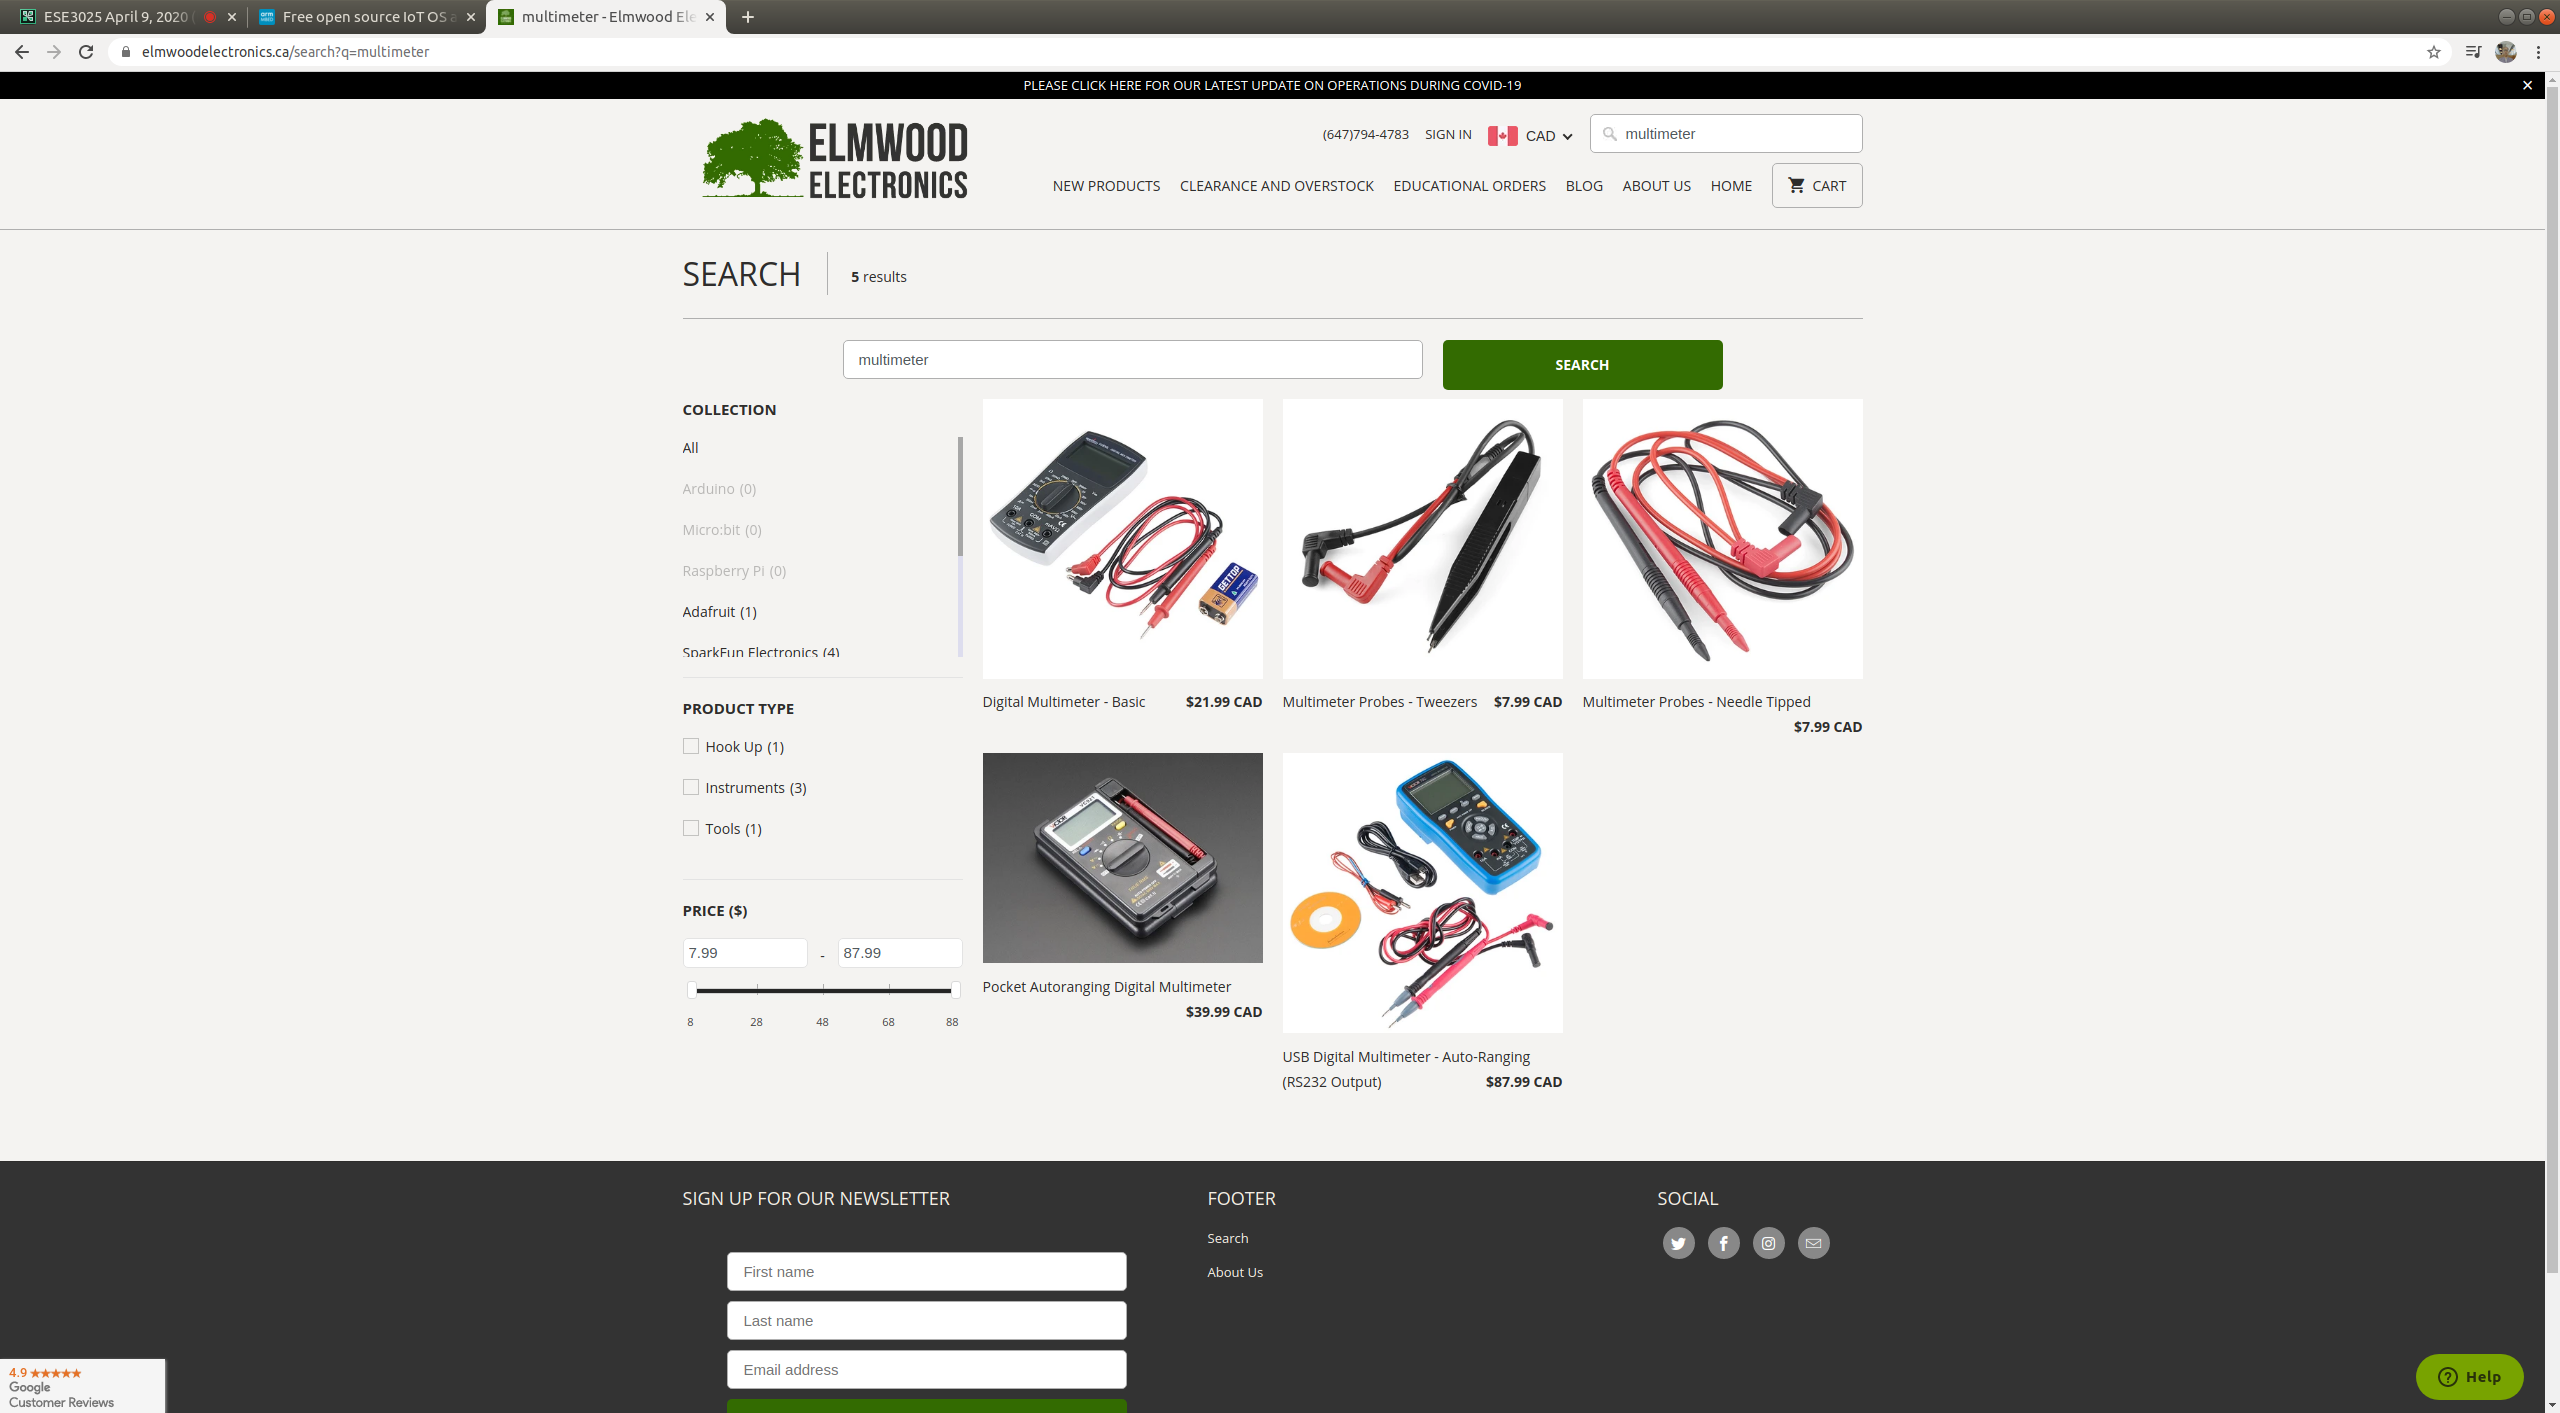 ESE3025 April 9, 2020
Free open source IoT OS a
multimeter - Elmwood Ele
elmwoodelectronics.ca/search?q=multimeter
PLEASE CLICK HERE FOR OUR LATEST UPDATE ON OPERATIONS DURING COVID-19
ELMWOOD
ELECTRONICS
(647)794-4783 SIGN IN CAD multimeter
NEW PRODUCTS CLEARANCE AND OVERSTOCK EDUCATIONAL ORDERS BLOG ABOUT US HOME CART
SEARCH 5 results
multimeter SEARCH
COLLECTION
All
Arduino (0)
Micro:bit (0)
Raspberry Pi (0)
Adafruit (1)
SparkFun Electronics (4)
PRODUCT TYPE
Hook Up (1)
Instruments (3)
Tools (1)
PRICE ($)
7.99 - 87.99
8 28 48 68 88
GETTOP
Digital Multimeter - Basic $21.99 CAD
Multimeter Probes - Tweezers $7.99 CAD
Multimeter Probes - Needle Tipped
$7.99 CAD
Pocket Autoranging Digital Multimeter
$39.99 CAD
USB Digital Multimeter - Auto-Ranging
(RS232 Output) $87.99 CAD
SIGN UP FOR OUR NEWSLETTER
First name
Last name
Email address
FOOTER
Search
About Us
SOCIAL
4.9 ★★★★★
Google
Customer Reviews
Help